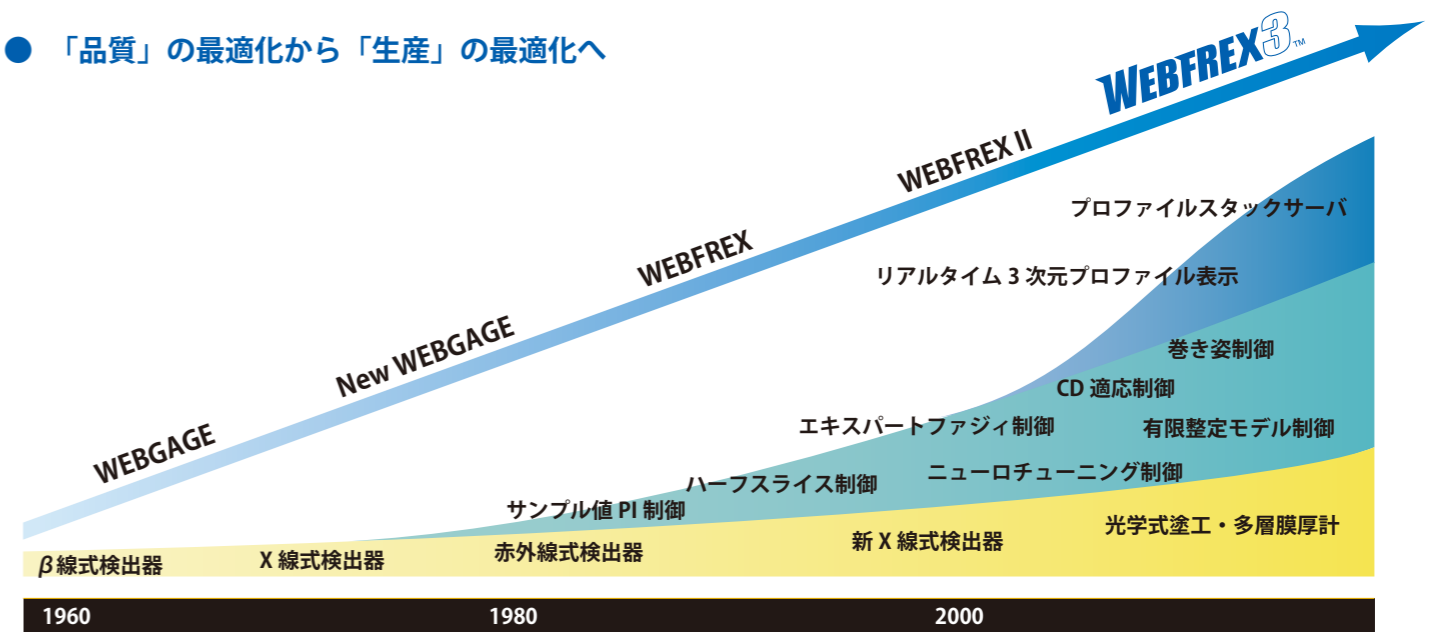 ● 「品質」の最適化から「生産」の最適化へ
WEBFREX3™
WEBFREX II
WEBFREX
New WEBGAGE
WEBGAGE
プロファイルスタックサーバ
リアルタイム 3 次元プロファイル表示
巻き姿制御
CD 適応制御
エキスパートファジィ制御
有限整定モデル制御
ニューロチューニング制御
ハーフスライス制御
サンプル値 PI 制御
光学式塗工・多層膜厚計
新 X 線式検出器
赤外線式検出器
X 線式検出器
β線式検出器
1960
1980
2000